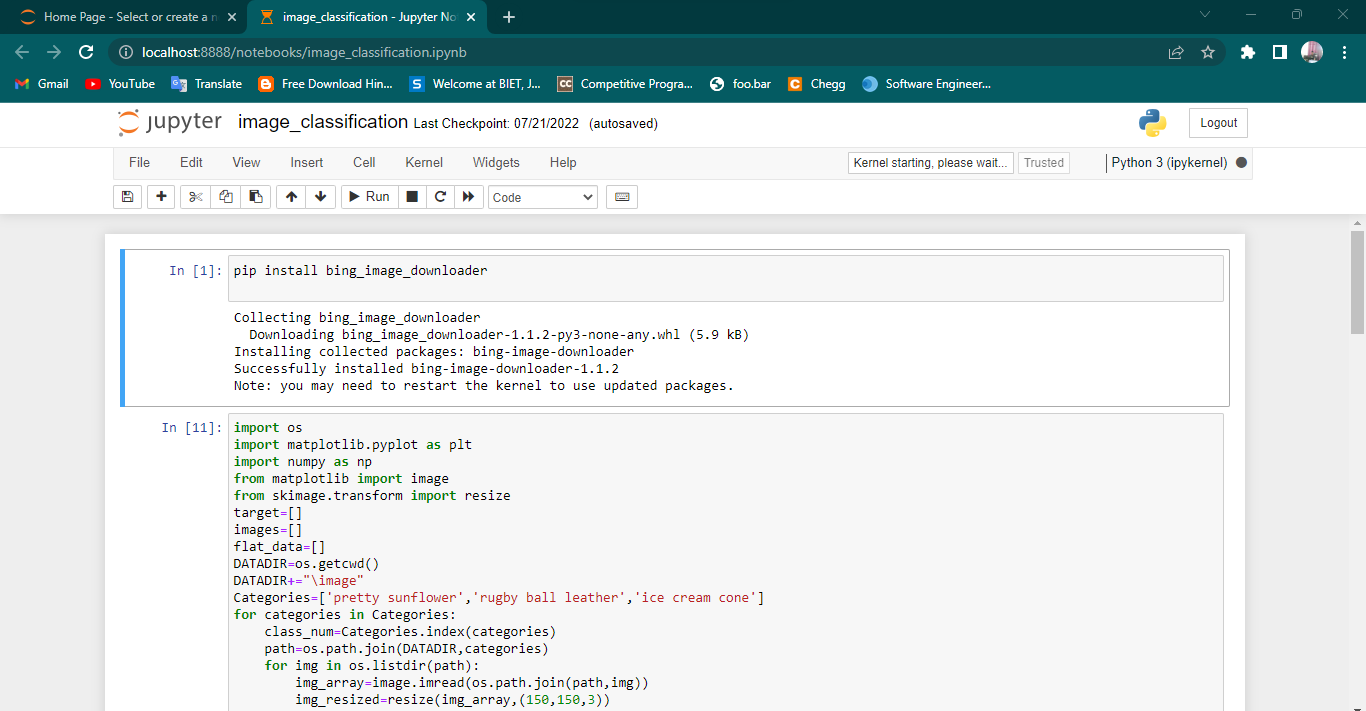 Home Page - Select or create a n
image_classification - Jupyter No
localhost:8888/notebooks/image_classification.ipynb
Gmail YouTube Translate Free Download Hin... Welcome at BIET, J... Competitive Progra... foo.bar Chegg Software Engineer...
jupyter image_classification Last Checkpoint: 07/21/2022 (autosaved)
Logout
File Edit View Insert Cell Kernel Widgets Help
Kernel starting, please wait... Trusted Python 3 (ipykernel)
Run Code
In [1]: pip install bing_image_downloader
Collecting bing_image_downloader
  Downloading bing_image_downloader-1.1.2-py3-none-any.whl (5.9 kB)
Installing collected packages: bing-image-downloader
Successfully installed bing-image-downloader-1.1.2
Note: you may need to restart the kernel to use updated packages.
In [11]: import os
import matplotlib.pyplot as plt
import numpy as np
from matplotlib import image
from skimage.transform import resize
target=[]
images=[]
flat_data=[]
DATADIR=os.getcwd()
DATADIR+="\image"
Categories=['pretty sunflower','rugby ball leather','ice cream cone']
for categories in Categories:
    class_num=Categories.index(categories)
    path=os.path.join(DATADIR,categories)
    for img in os.listdir(path):
        img_array=image.imread(os.path.join(path,img))
        img_resized=resize(img_array,(150,150,3))